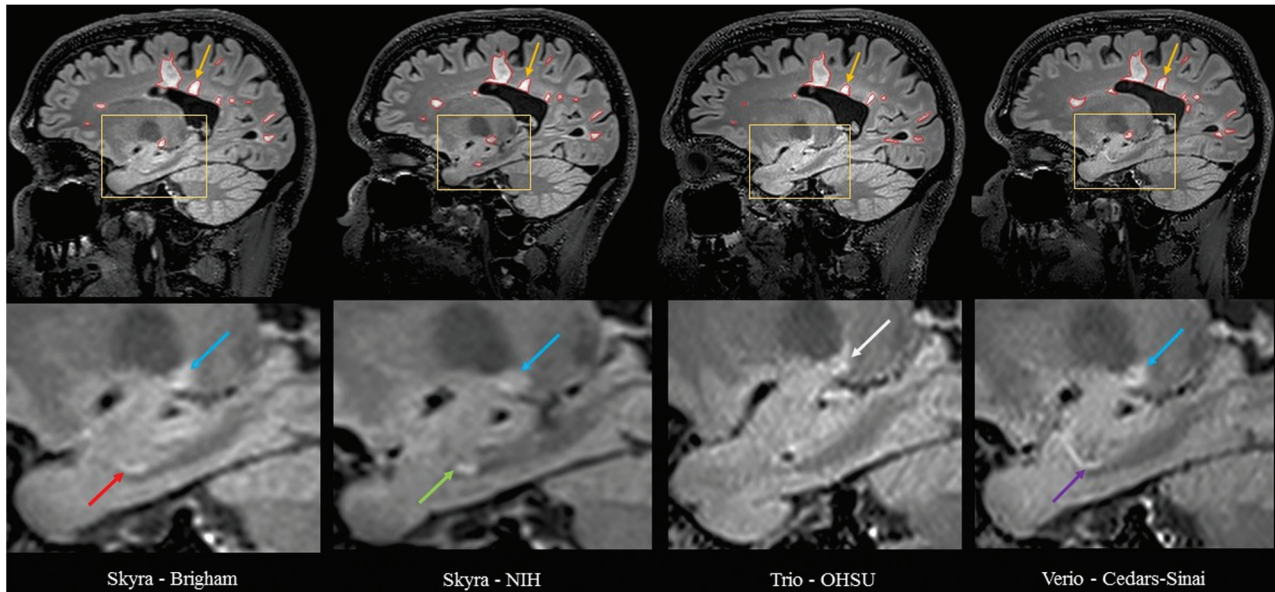 Skyra - Brigham
Skyra - NIH
Trio - OHSU
Verio - Cedars-Sinai